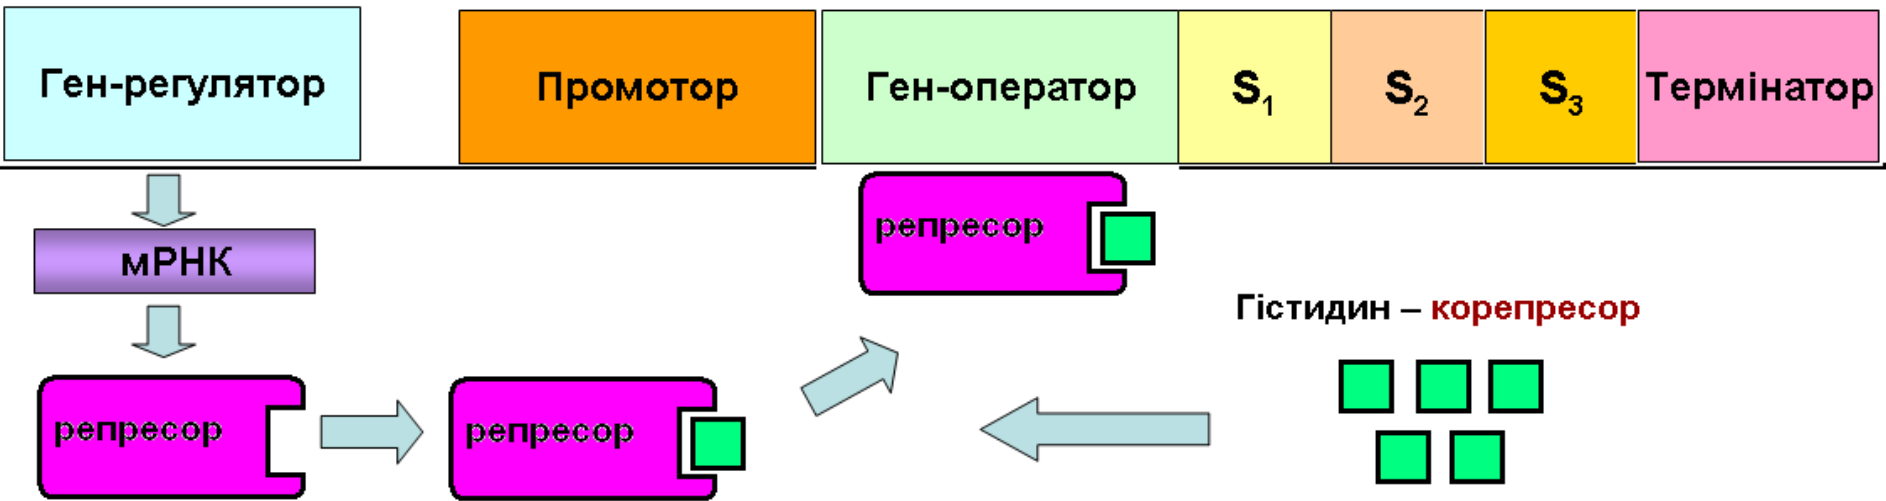 Ген-регулятор
Промотор
Ген-оператор
S1
S2
S3
Термінатор
мРНК
репресор
Гістидин – корепресор
репресор
репресор